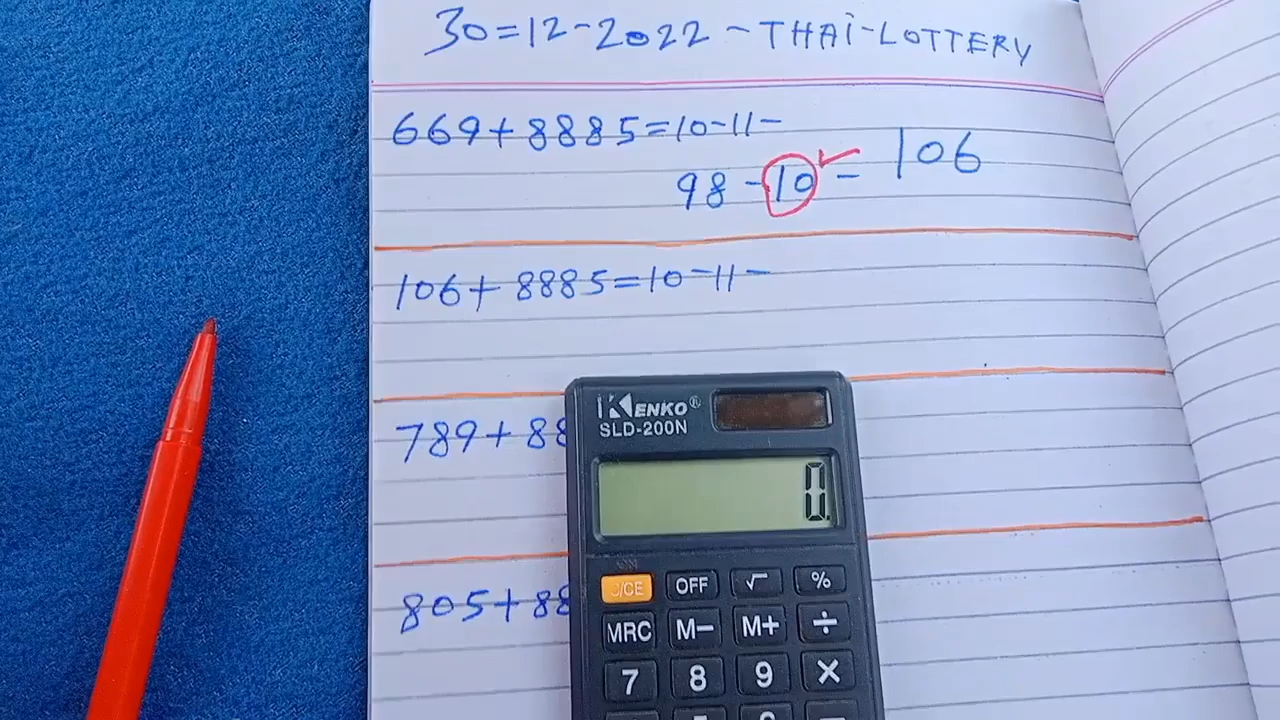 30=12-2022-THAi-LOTTERY
669+8885=10-11-
98-10-106
106+8885=10-11-
789+88
805+88
KENKO®
SLD-200N
0.
ON
C/CE OFF √ %
MRC M− M+ ÷
7 8 9 ×